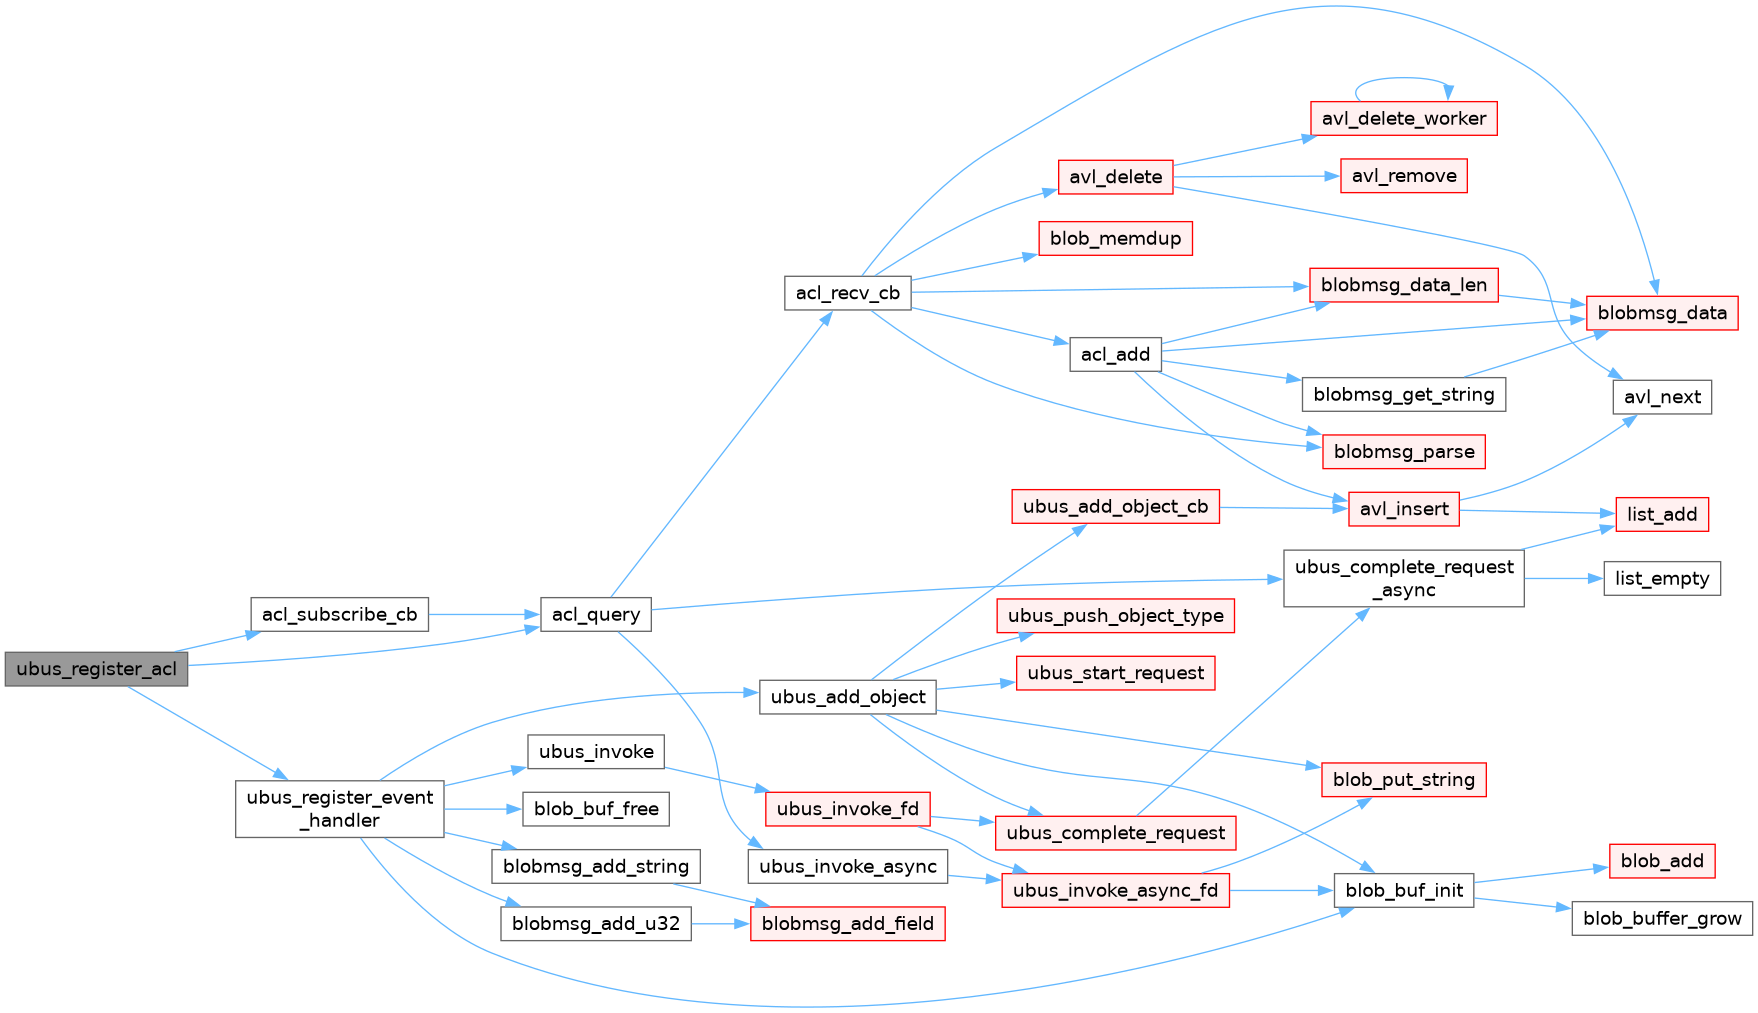 avl_delete_worker
avl_delete
avl_remove
blob_memdup
acl_recv_cb
blobmsg_data_len
blobmsg_data
acl_add
blobmsg_get_string
avl_next
blobmsg_parse
ubus_add_object_cb
avl_insert
list_add
ubus_complete_request
_async
list_empty
acl_subscribe_cb
acl_query
ubus_push_object_type
ubus_register_acl
ubus_start_request
ubus_add_object
ubus_invoke
blob_put_string
ubus_register_event
_handler
blob_buf_free
ubus_invoke_fd
ubus_complete_request
blobmsg_add_string
ubus_invoke_async
blob_add
ubus_invoke_async_fd
blob_buf_init
blobmsg_add_u32
blobmsg_add_field
blob_buffer_grow